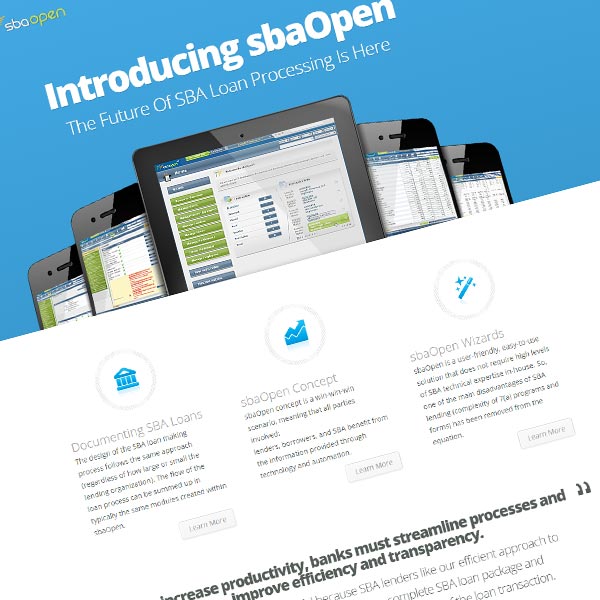 sbaopen
Introducing sbaOpen
The Future Of SBA Loan Processing Is Here
Documenting SBA Loans
The design of the SBA loan making
process follows the same approach
(regardless of how large or small the
lending organization). The flow of the
loan process can be summed up in
typically the same modules created within
sbaOpen.
Learn More
sbaOpen Concept
sbaOpen concept is a win-win-win
scenario, meaning that all parties
involved:
lenders, borrowers, and SBA benefit from
the information provided through
technology and automation.
Learn More
sbaOpen Wizards
sbaOpen is a user-friendly, easy-to-use
solution that does not require high levels
of SBA technical expertise in-house. So,
one of the main disadvantages of SBA
lending (complexity of 7(a) programs and
forms) has been removed from the
equation.
Learn More
increase productivity, banks must streamline processes and
improve efficiency and transparency.
because SBA lenders like our efficient approach to
complete SBA loan package and
the loan transaction,